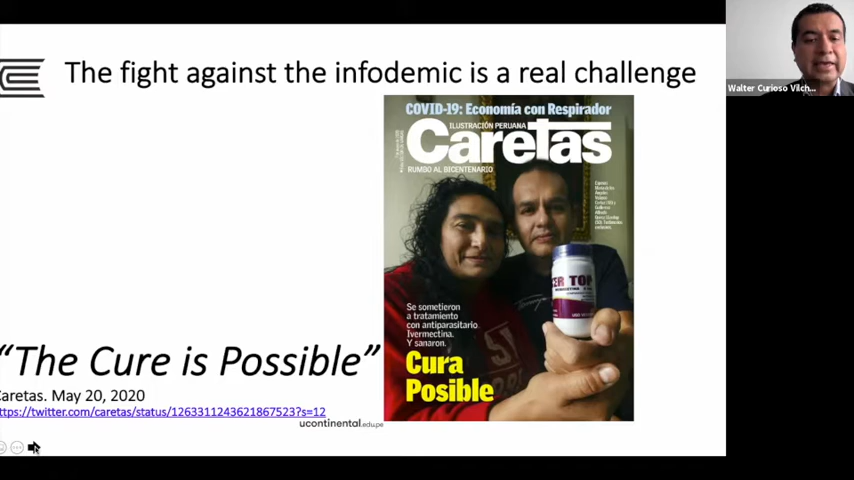 The fight against the infodemic is a real challenge
Walter Curioso Vilch...
COVID-19: Economía con Respirador
ILUSTRACIÓN PERUANA
Caretas
RUMBO AL BICENTENARIO
Se sometieron
a tratamiento
con antiparasitario.
Ivermectina.
Y sanaron.
Cura
Posible
"The Cure is Possible"
Caretas. May 20, 2020
https://twitter.com/caretas/status/1263311243621867523?s=12
ucontinental.edu.pe